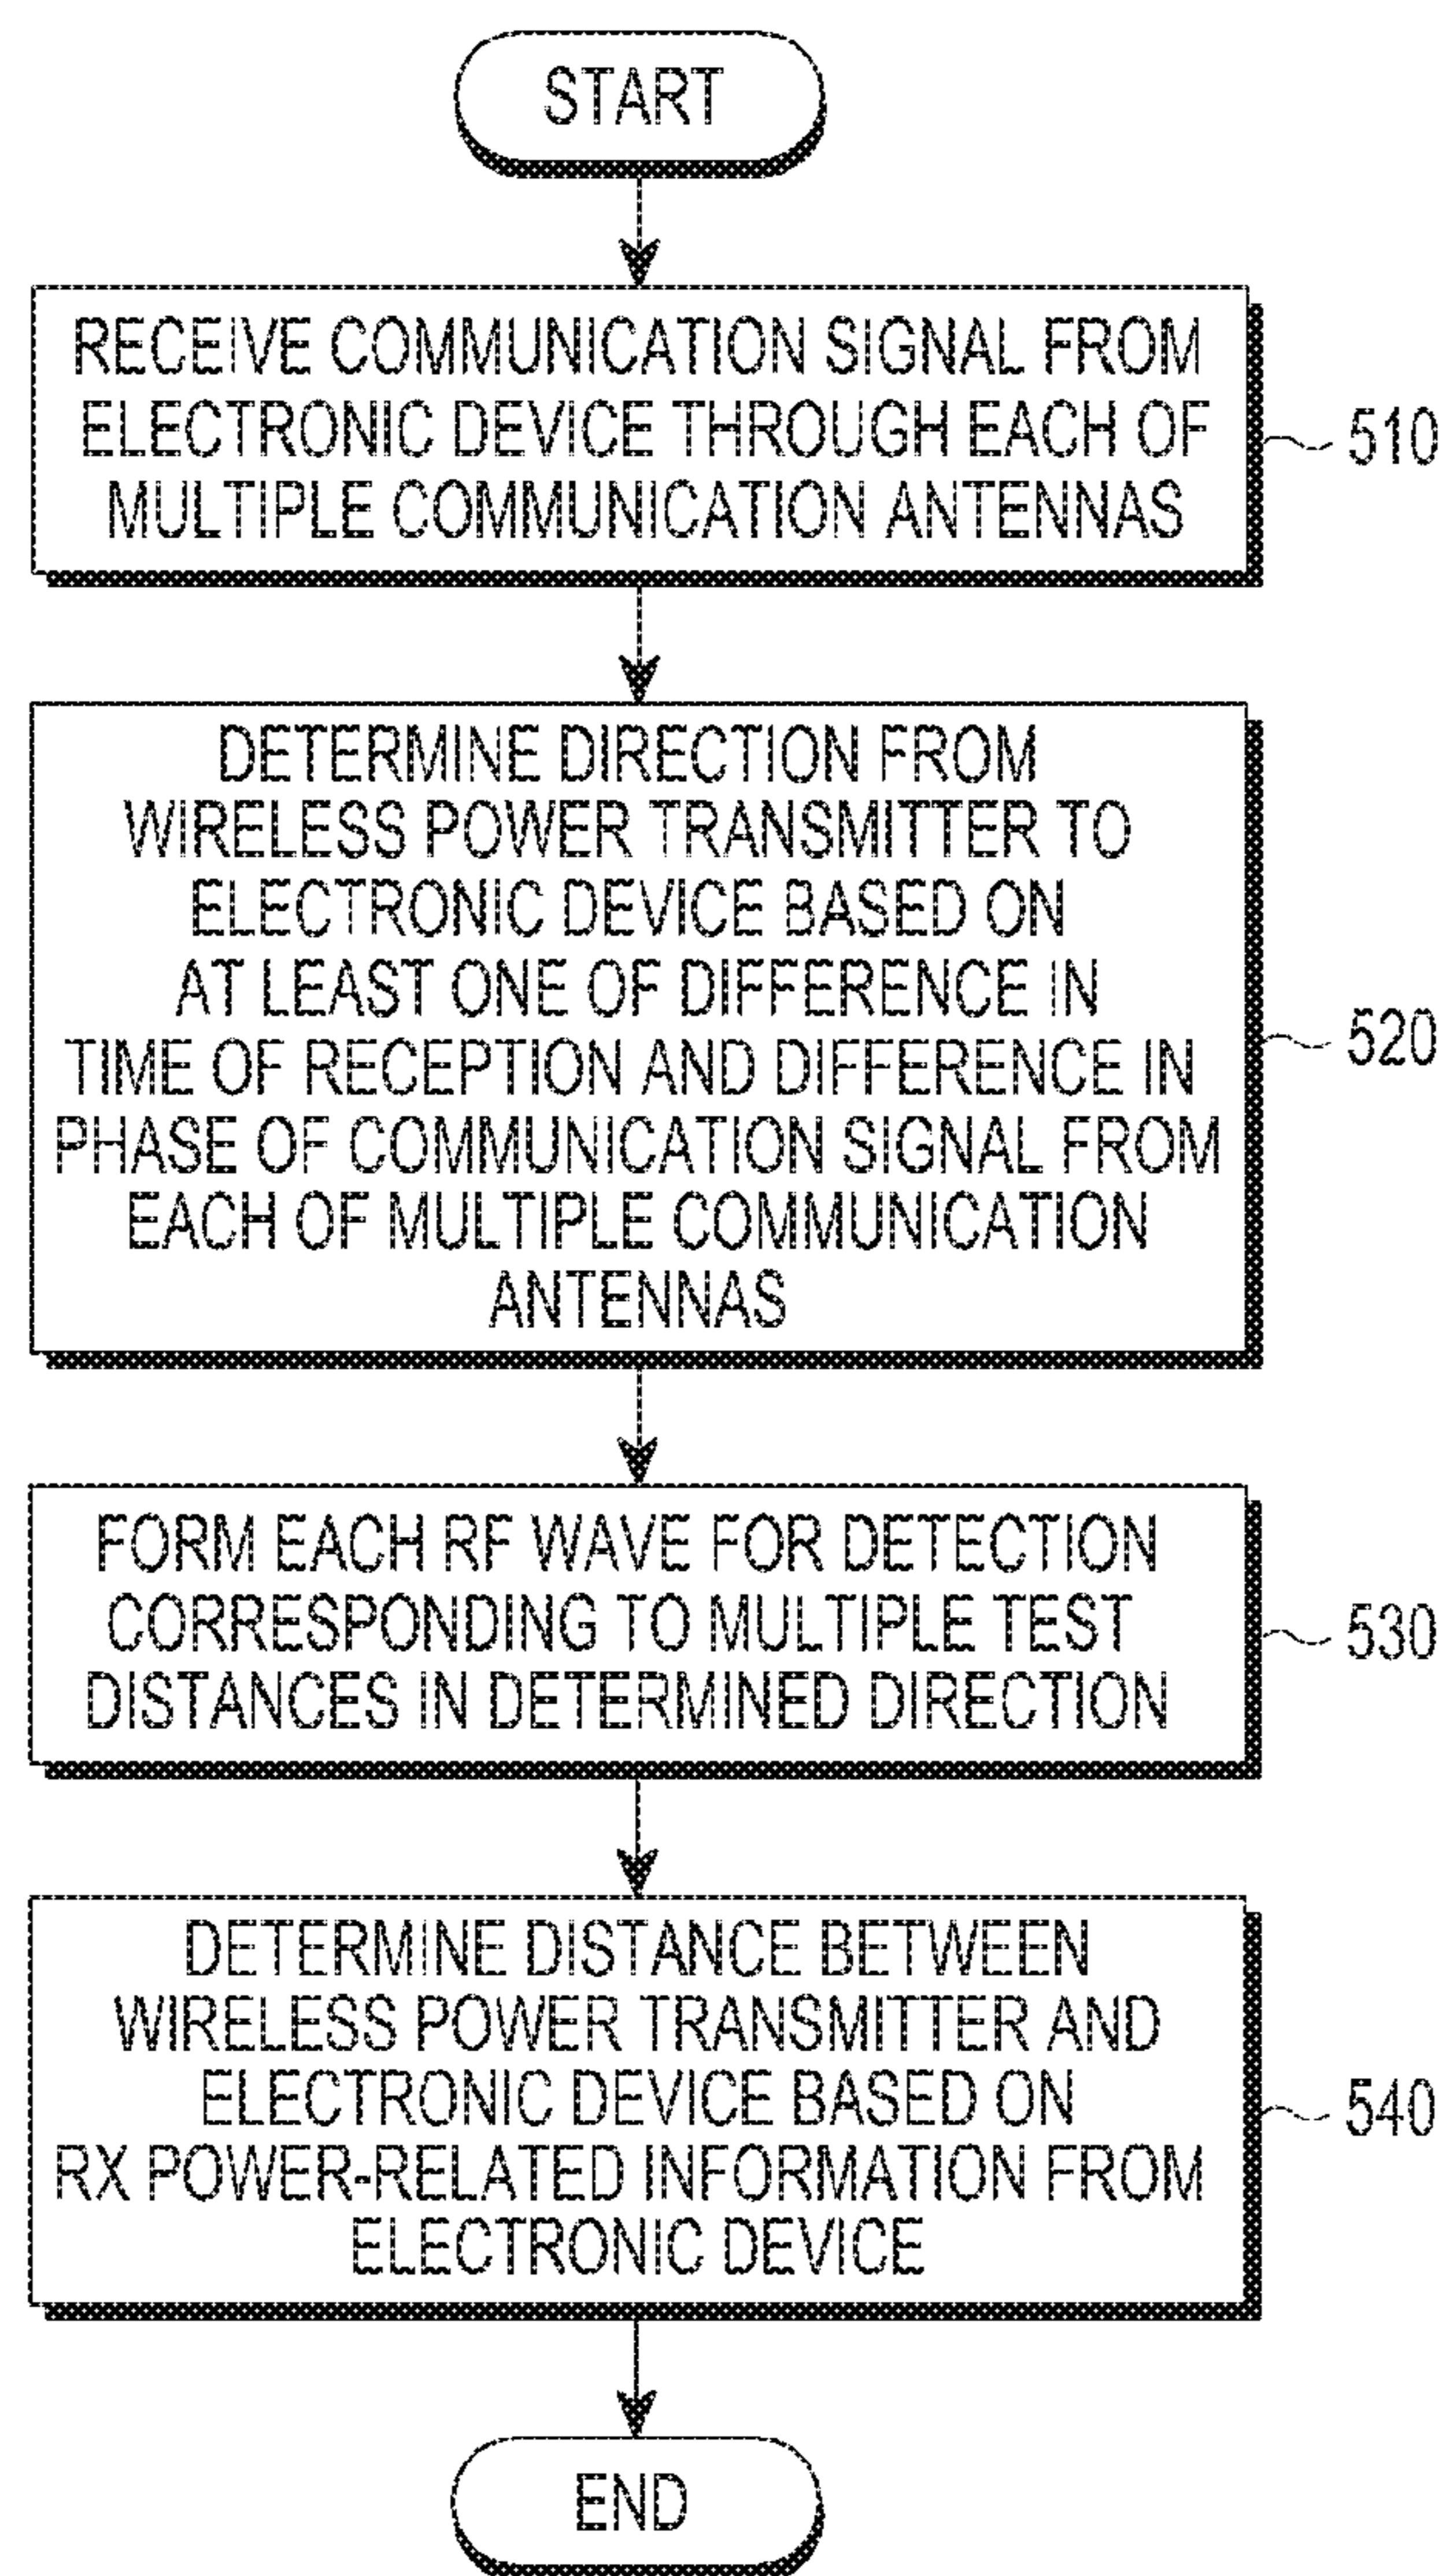 START
RECEIVE COMMUNICATION SIGNAL FROM
ELECTRONIC DEVICE THROUGH EACH OF
MULTIPLE COMMUNICATION ANTENNAS
510
DETERMINE DIRECTION FROM
WIRELESS POWER TRANSMITTER TO
ELECTRONIC DEVICE BASED ON
AT LEAST ONE OF DIFFERENCE IN
TIME OF RECEPTION AND DIFFERENCE IN
PHASE OF COMMUNICATION SIGNAL FROM
EACH OF MULTIPLE COMMUNICATION
ANTENNAS
520
FORM EACH RF WAVE FOR DETECTION
CORRESPONDING TO MULTIPLE TEST
DISTANCES IN DETERMINED DIRECTION
530
DETERMINE DISTANCE BETWEEN
WIRELESS POWER TRANSMITTER AND
ELECTRONIC DEVICE BASED ON
RX POWER-RELATED INFORMATION FROM
ELECTRONIC DEVICE
540
END